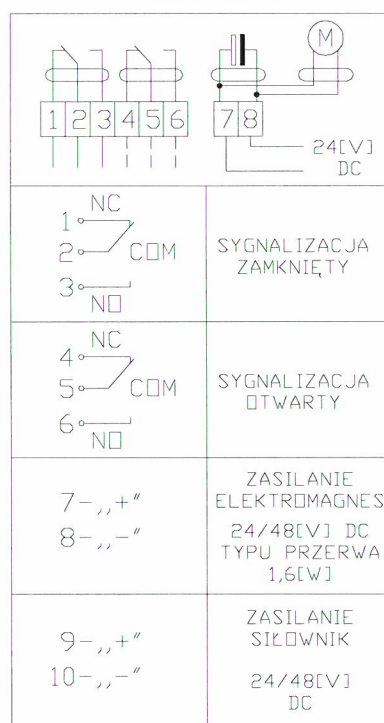 M
1 2 3 4 5 6 7 8
24[V]
DC
NC
1
2 COM
3
NO
SYGNALIZACJA
ZAMKNIĘTY
NC
4
5 COM
6
NO
SYGNALIZACJA
OTWARTY
7-,,+"
8-,,-"
ZASILANIE
ELEKTROMAGNES
24/48[V] DC
TYPU PRZERWA
1,6[W]
9-,,+"
10-,,-"
ZASILANIE
SIŁOWNIK
24/48[V]
DC